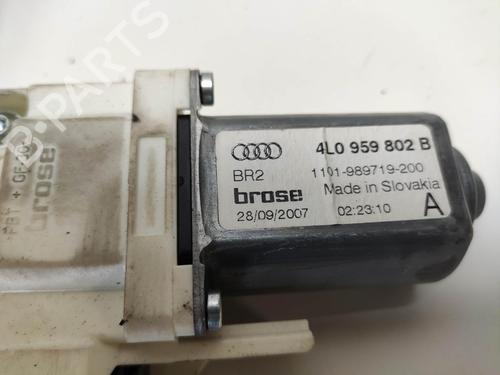 4L0 959 802 B
BR2 1101-989719-200
brose Made in Slovakia
28/09/2007 02:23:10 A
brose
B-PARTS